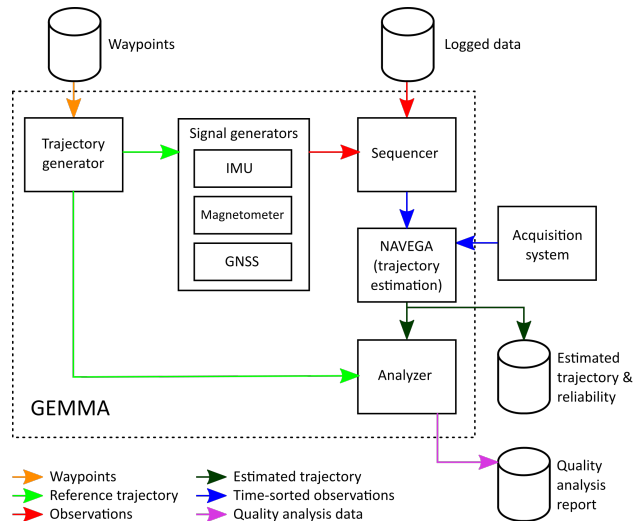 Waypoints
Logged data
Trajectory
generator
Signal generators
IMU
Magnetometer
GNSS
Sequencer
NAVEGA
(trajectory
estimation)
Acquisition
system
Analyzer
Estimated
trajectory &
reliability
GEMMA
Quality
analysis
report
Waypoints
Reference trajectory
Observations
Estimated trajectory
Time-sorted observations
Quality analysis data